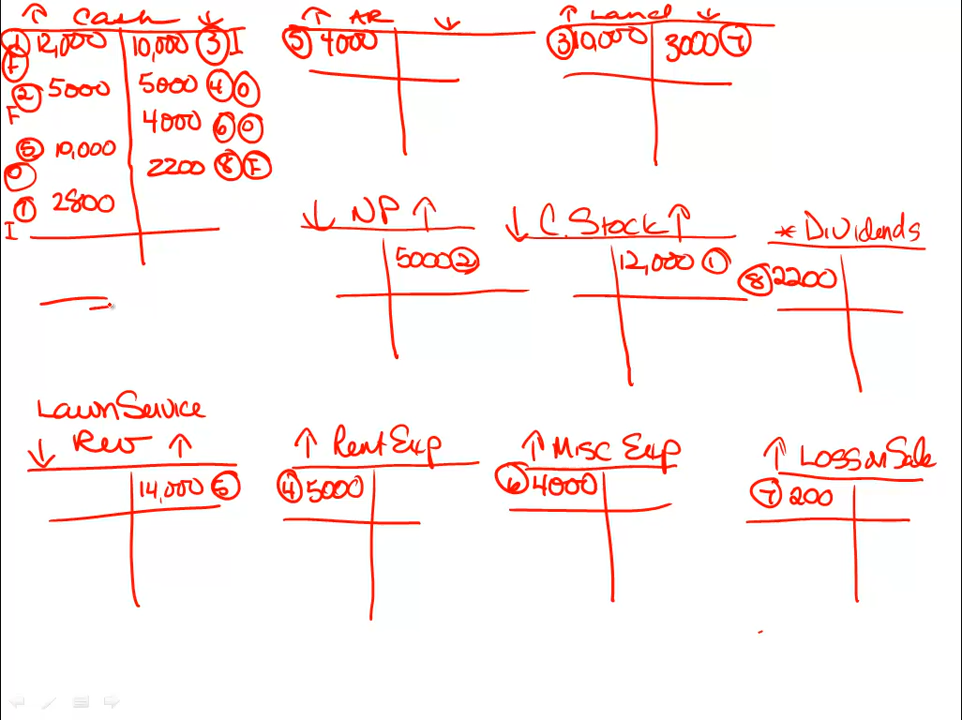 ↑ Cash ↓
① 12,000 10,000 ③ I
F
② 5000 5000 ④ O
F
4000 ⑥ O
⑤ 10,000
O
2200 ⑧ F
⑦ 2800
I
↑ AR ↓
⑤ 4000
↑ Land ↓
③ 10,000 3000 ⑦
↓ NP ↑
5000 ②
↓ C. Stock ↑
12,000 ①
* Dividends
⑧ 2200
Lawn Service
↓ Rev ↑
14,000 ⑤
↑ Rent Exp
④ 5000
↑ Misc Exp
⑥ 4000
↑ Loss on Sale
⑦ 200